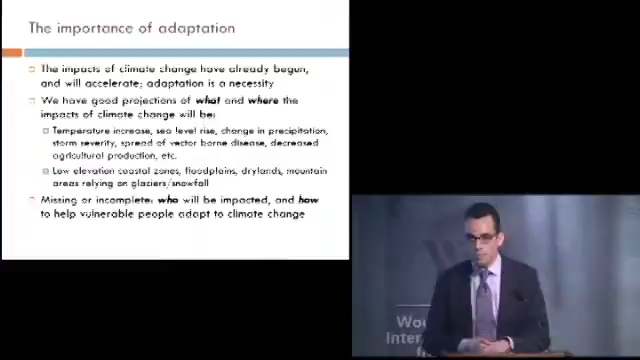 The importance of adaptation
The impacts of climate change have already begun,
and will accelerate; adaptation is a necessity
We have good projections of what and where the
impacts of climate change will be:
Temperature increase, sea level rise, change in precipitation,
storm severity, spread of vector borne disease, decreased
agricultural production, etc.
Low elevation coastal zones, floodplains, drylands, mountain
areas relying on glaciers/snowfall
Missing or incomplete: who will be impacted, and how
to help vulnerable people adapt to climate change
Woo
Inter